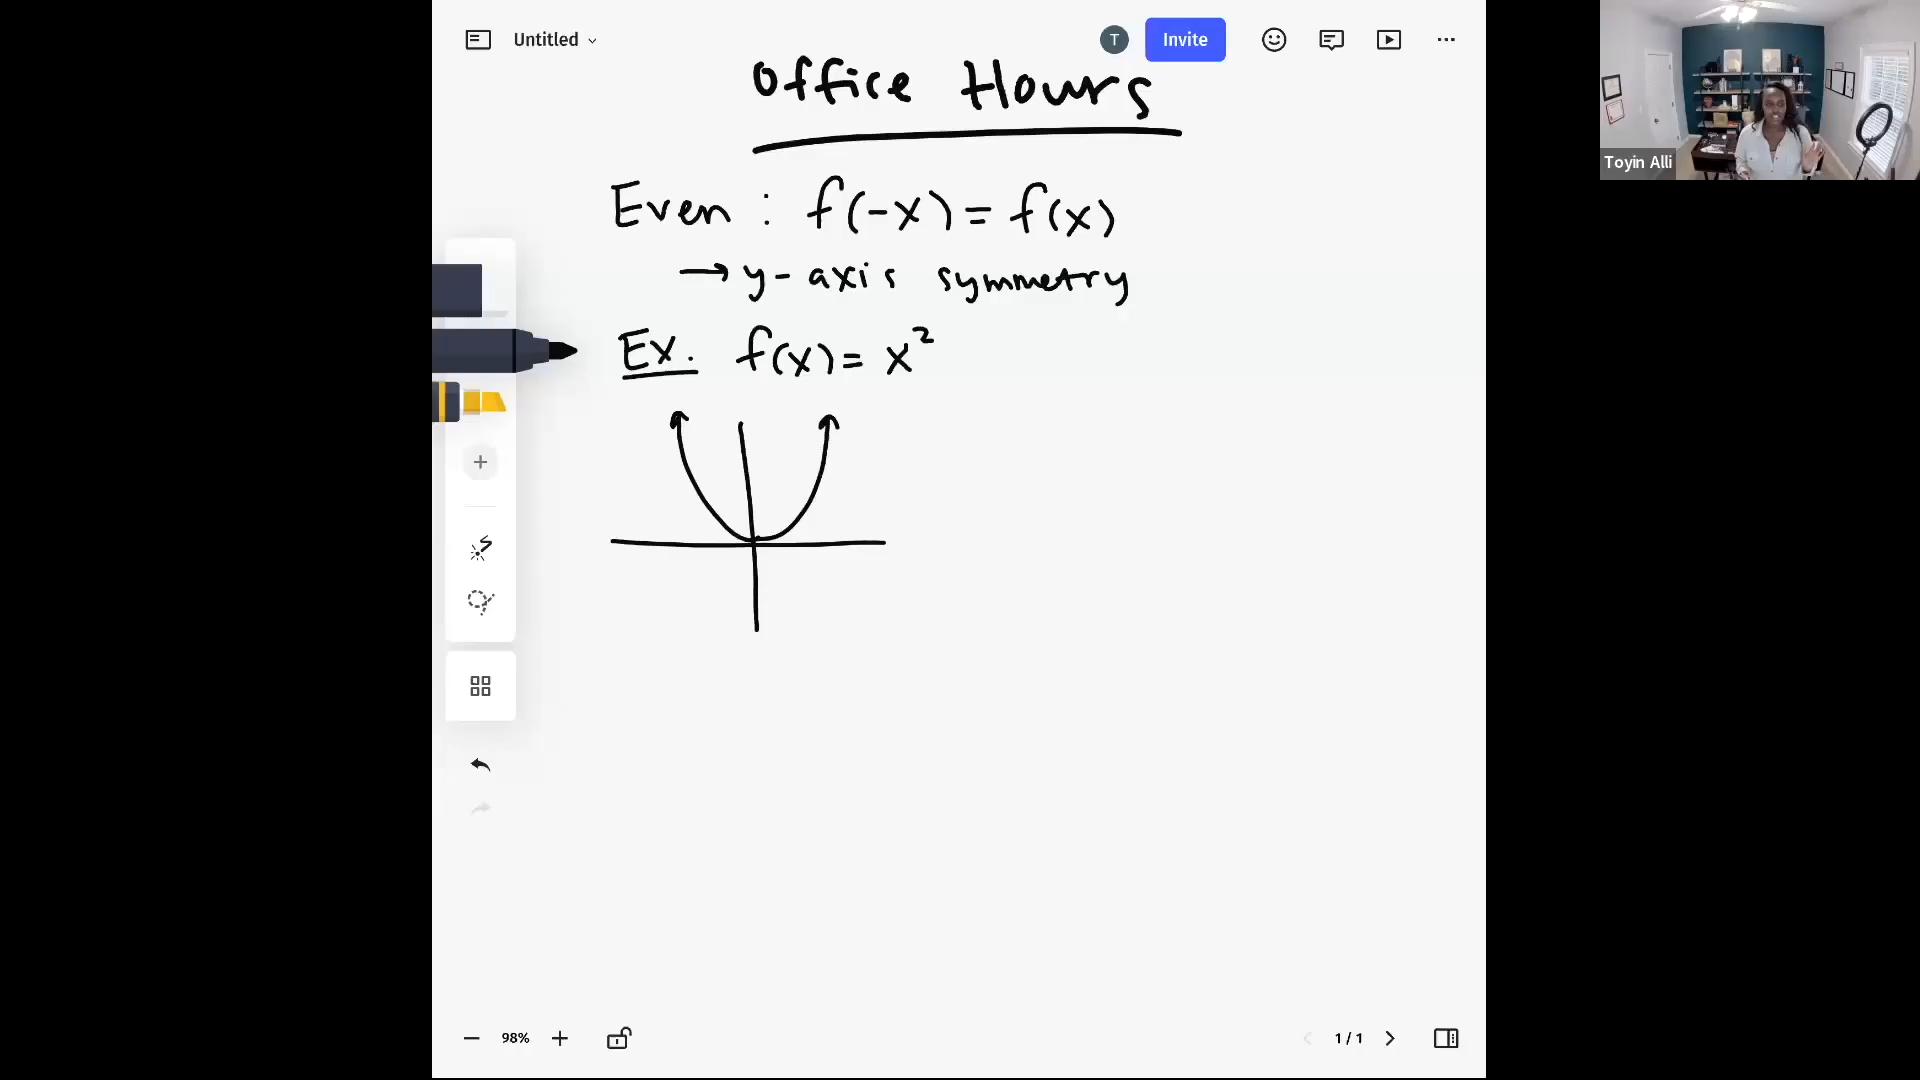 Untitled
T
Invite
Office Hours
Toyin Alli
Even : f(-x) = f(x)
→ y-axis symmetry
Ex. f(x) = x²
98%
1 / 1